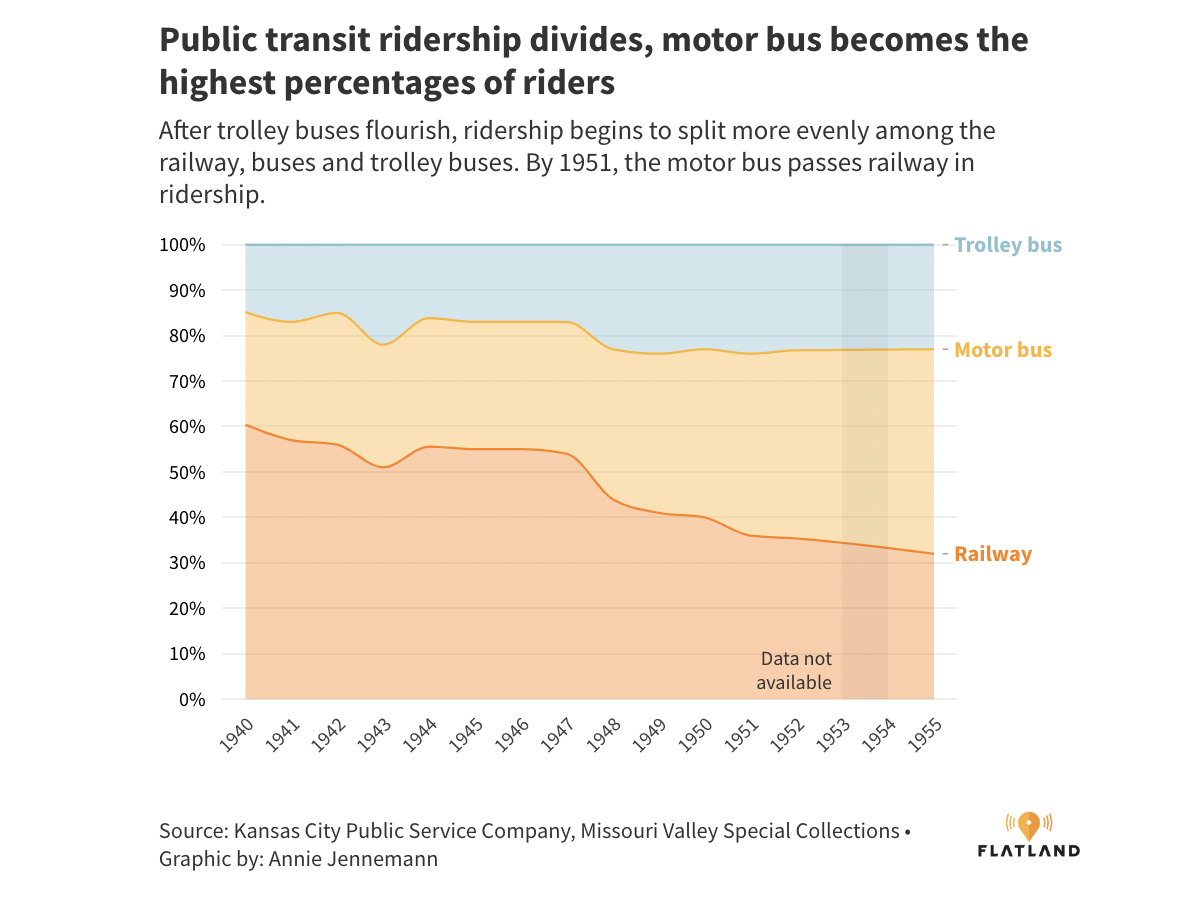 Public transit ridership divides, motor bus becomes the
highest percentages of riders
After trolley buses flourish, ridership begins to split more evenly among the
railway, buses and trolley buses. By 1951, the motor bus passes railway in
ridership.
100%
90%
80%
70%
60%
50%
40%
30%
20%
10%
0%
Trolley bus
Motor bus
Railway
Data not
available
1940
1941
1942
1943
1944
1945
1946
1947
1948
1949
1950
1951
1952
1953
1954
1955
Source: Kansas City Public Service Company, Missouri Valley Special Collections •
Graphic by: Annie Jennemann
FLATLAND